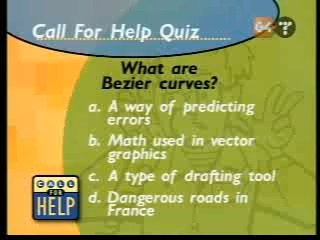 Call For Help Quiz
G4
What are
Bezier curves?
a. A way of predicting
errors
b. Math used in vector
graphics
c. A type of drafting tool
d. Dangerous roads in
France
CALL
FOR
HELP